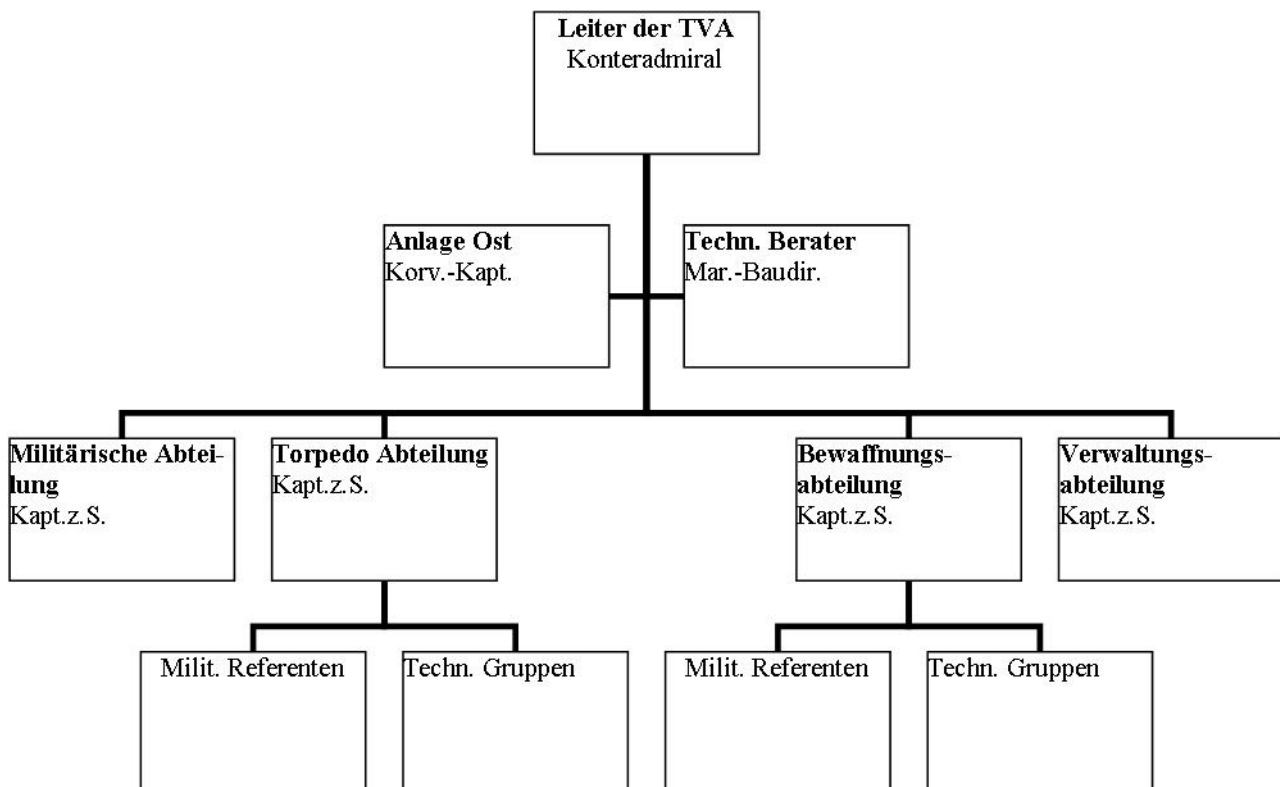 Leiter der TVA
Konteradmiral
Anlage Ost
Korv.-Kapt.
Techn. Berater
Mar.-Baudir.
Militärische Abtei-
lung
Kapt.z.S.
Torpedo Abteilung
Kapt.z.S.
Bewaffnungs-
abteilung
Kapt.z.S.
Verwaltungs-
abteilung
Kapt.z.S.
Milit. Referenten
Techn. Gruppen
Milit. Referenten
Techn. Gruppen